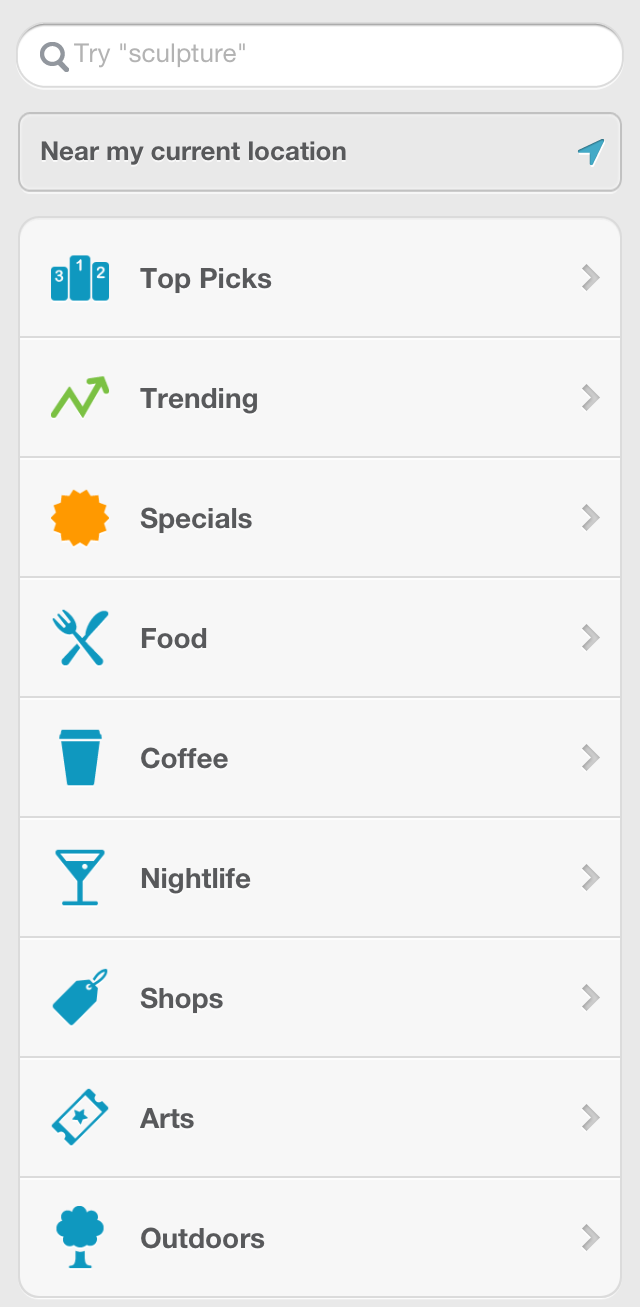 Try "sculpture"
Near my current location
3 1 2
Top Picks
Trending
Specials
Food
Coffee
Nightlife
Shops
Arts
Outdoors